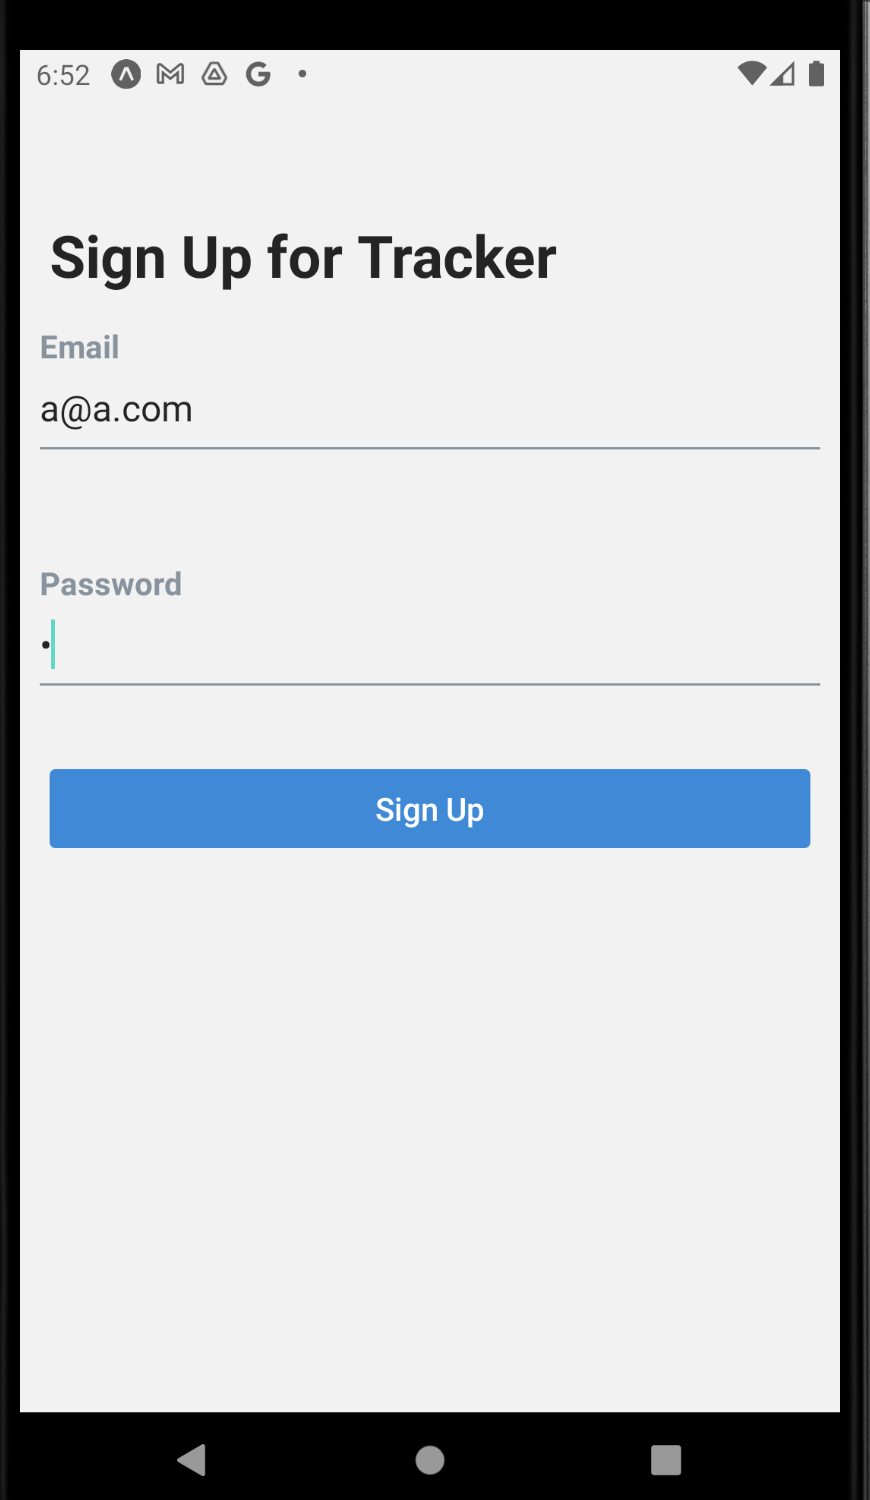 6:52
Sign Up for Tracker
Email
a@a.com
Password
•
Sign Up